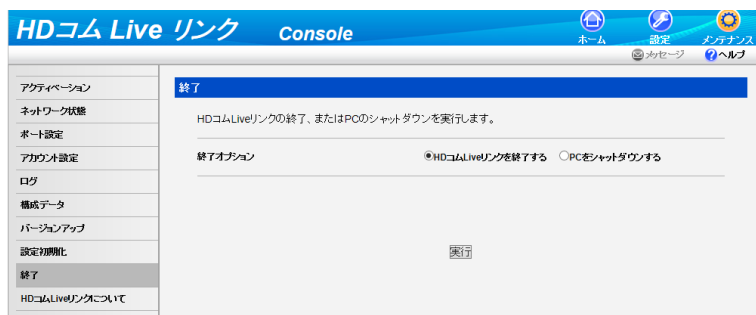 HDコム Live リンク Console
ホーム 設定 メンテナンス
メッセージ ヘルプ
アクティベーション
ネットワーク状態
ポート設定
アカウント設定
ログ
構成データ
バージョンアップ
設定初期化
終了
HDコムLiveリンクについて
終了
HDコムLiveリンクの終了、またはPCのシャットダウンを実行します。
終了オプション HDコムLiveリンクを終了する PCをシャットダウンする
実行